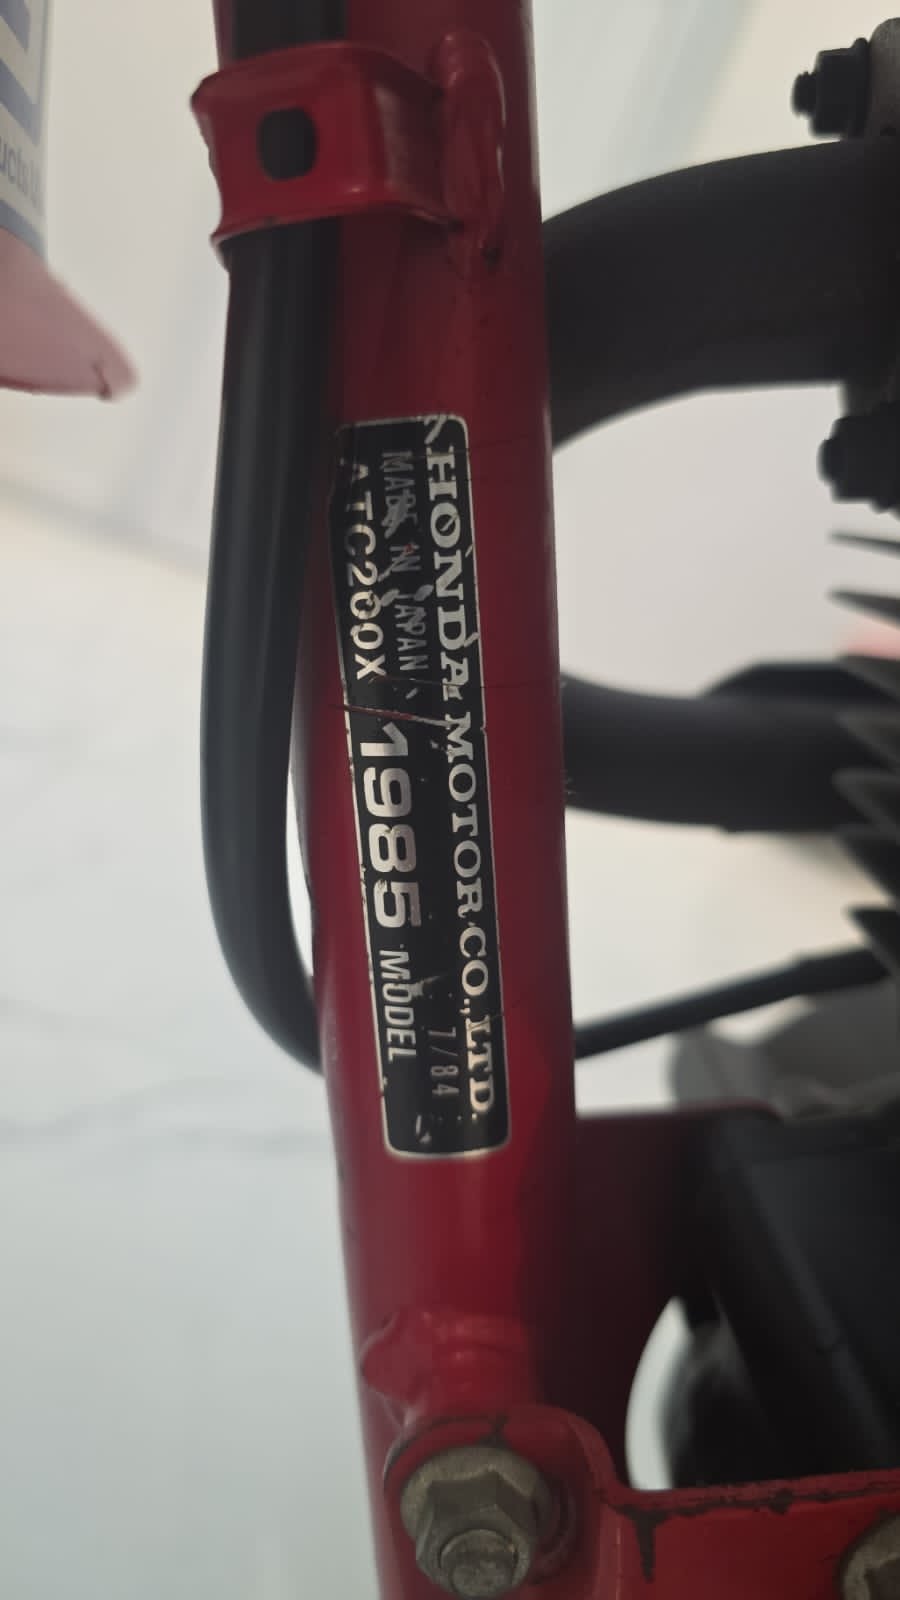 HONDA MOTOR CO., LTD.
MADE IN JAPAN 7/84
ATC200X 1985 MODEL